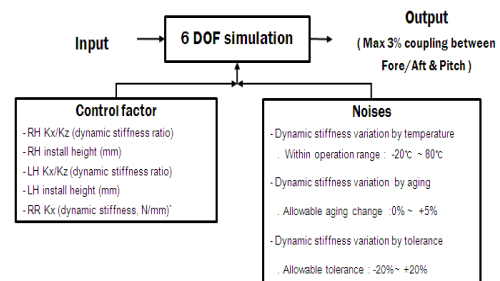 Output
Input
6 DOF simulation
( Max 3% coupling between
Fore/Aft & Pitch )
Control factor
- RH Kx/Kz (dynamic stiffness ratio)
- RH install height (mm)
- LH Kx/Kz (dynamic stiffness ratio)
- LH install height (mm)
- RR Kx (dynamic stiffness, N/mm)`
Noises
- Dynamic stiffness variation by temperature
. Within operation range : -20℃ ~ 80℃
- Dynamic stiffness variation by aging
. Allowable aging change :0% ~ +5%
- Dynamic stiffness variation by tolerance
. Allowable tolerance : -20%~ +20%